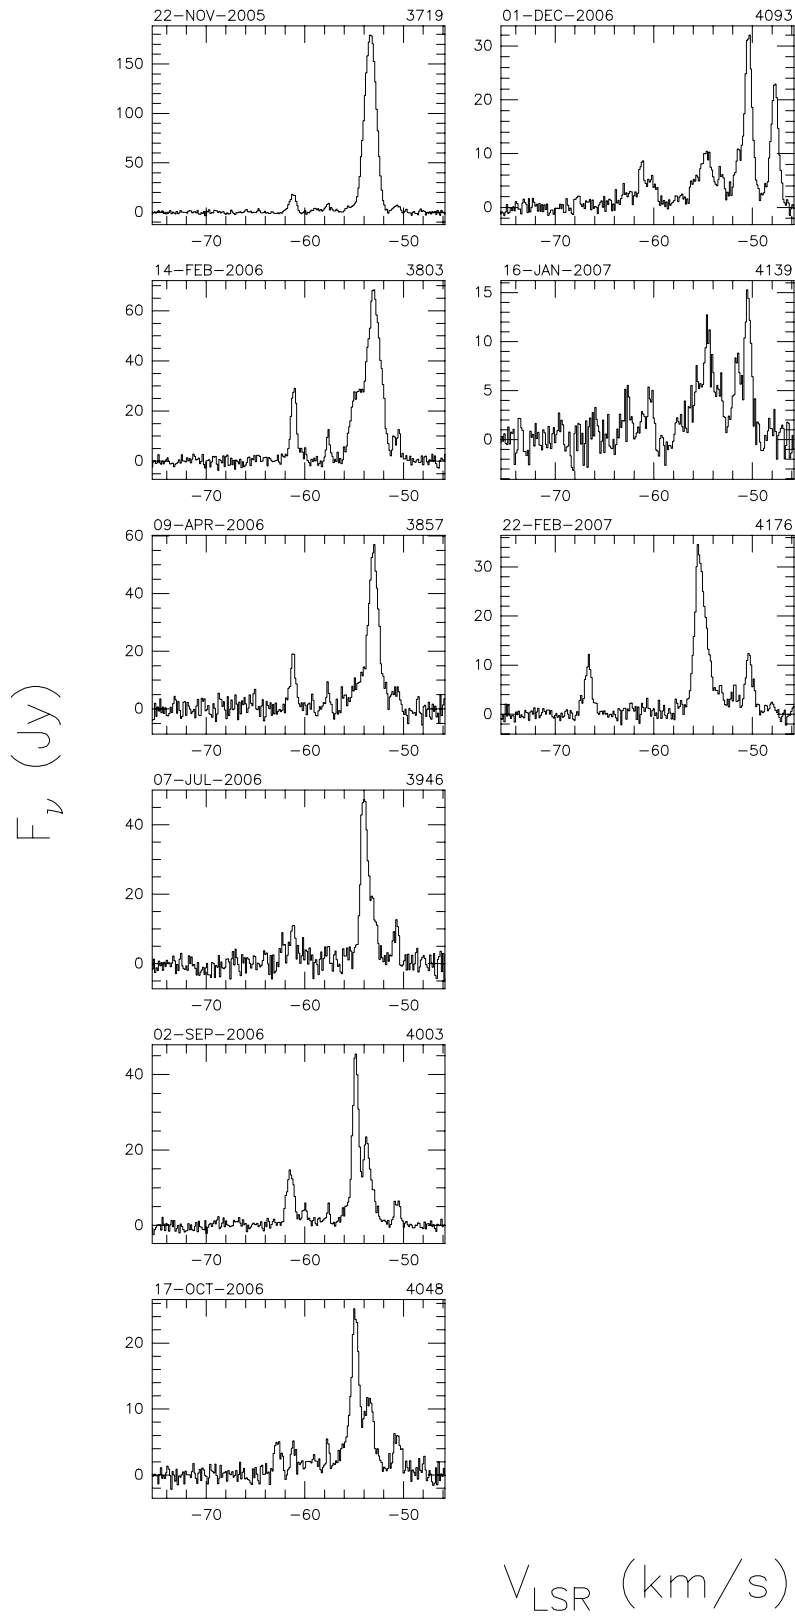 22-NOV-2005 3719
150
100
50
0
-70 -60 -50
14-FEB-2006 3803
60
40
20
0
-70 -60 -50
09-APR-2006 3857
60
40
20
0
-70 -60 -50
07-JUL-2006 3946
40
20
0
-70 -60 -50
02-SEP-2006 4003
40
20
0
-70 -60 -50
17-OCT-2006 4048
20
10
0
-70 -60 -50
01-DEC-2006 4093
30
20
10
0
-70 -60 -50
16-JAN-2007 4139
15
10
5
0
-70 -60 -50
22-FEB-2007 4176
30
20
10
0
-70 -60 -50
F_ν (Jy)
V_LSR (km/s)